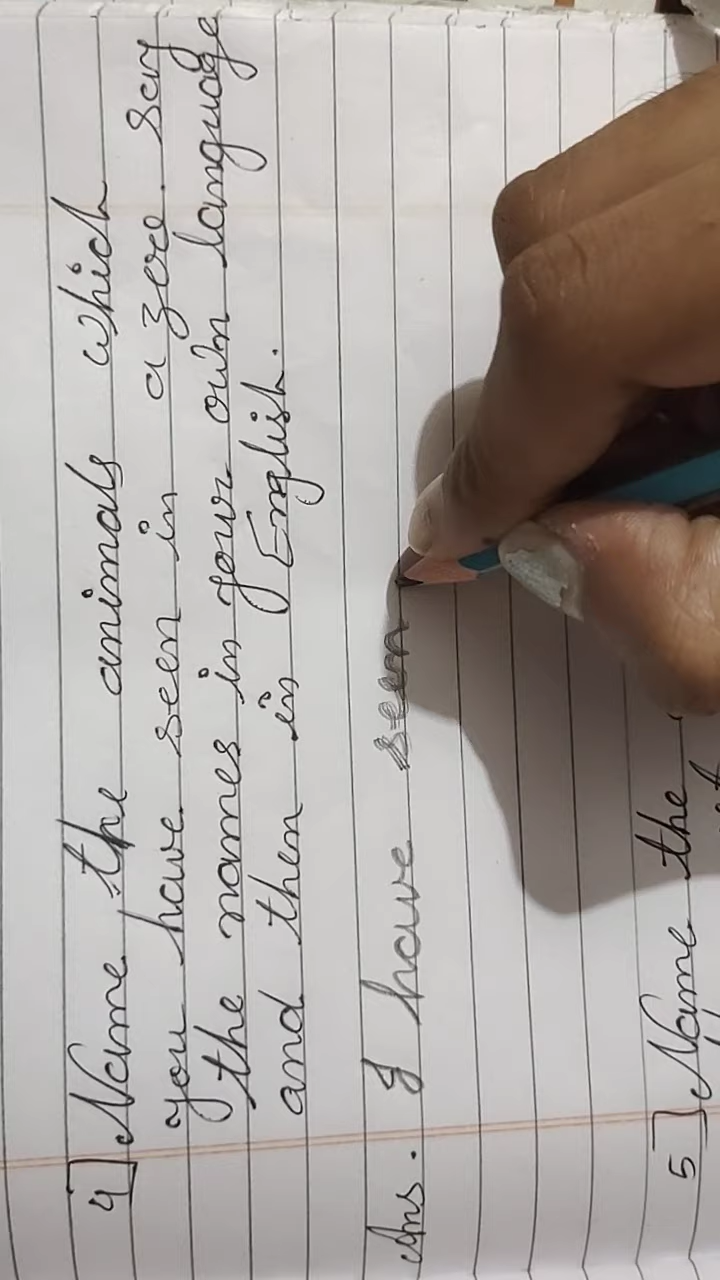 4] Name the animals which
you have seen in a zoo. Say
the names in your own language
and then in English.
Ans. I have seen
5] Name the